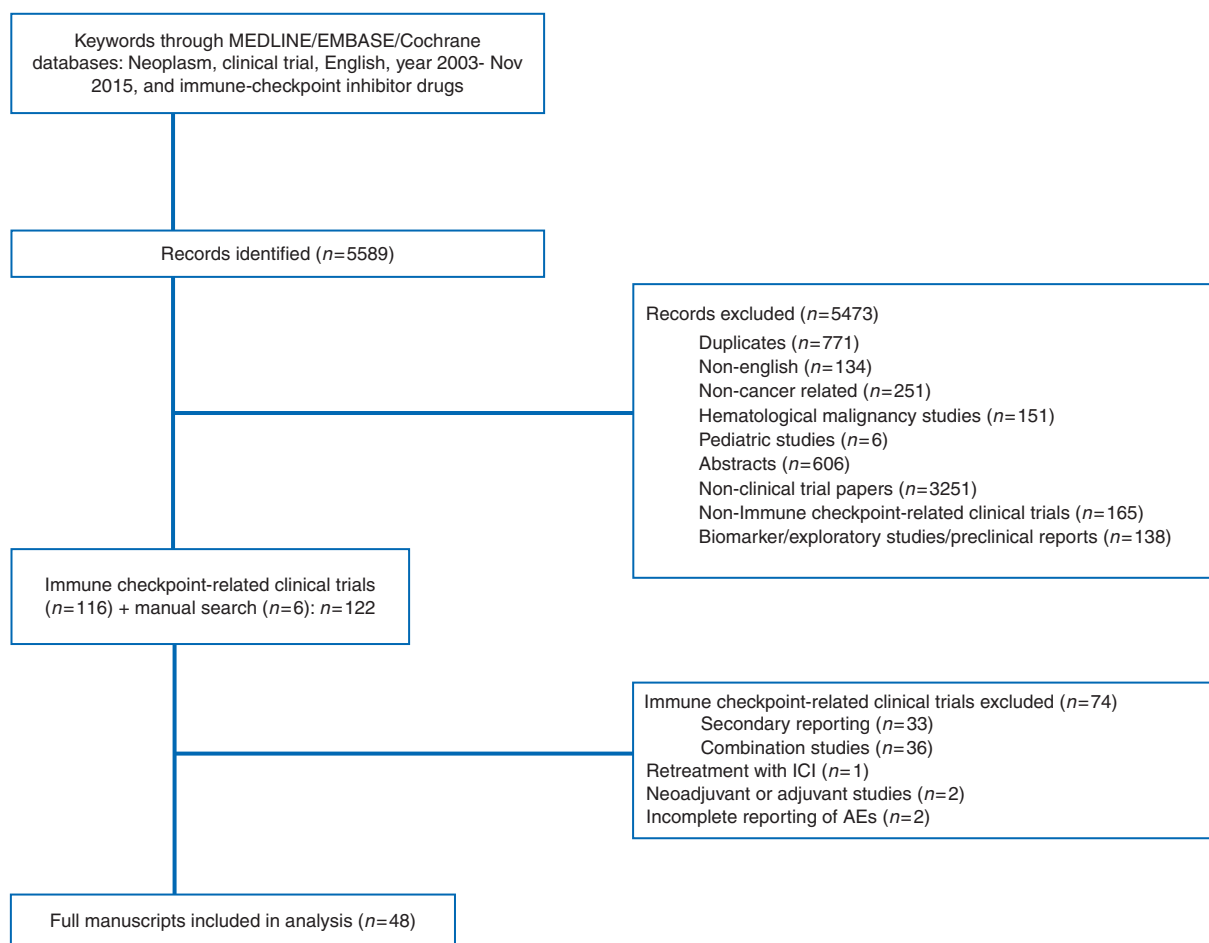 Keywords through MEDLINE/EMBASE/Cochrane
databases: Neoplasm, clinical trial, English, year 2003- Nov
2015, and immune-checkpoint inhibitor drugs
Records identified (n=5589)
Records excluded (n=5473)
Duplicates (n=771)
Non-english (n=134)
Non-cancer related (n=251)
Hematological malignancy studies (n=151)
Pediatric studies (n=6)
Abstracts (n=606)
Non-clinical trial papers (n=3251)
Non-Immune checkpoint-related clinical trials (n=165)
Biomarker/exploratory studies/preclinical reports (n=138)
Immune checkpoint-related clinical trials
(n=116) + manual search (n=6): n=122
Immune checkpoint-related clinical trials excluded (n=74)
Secondary reporting (n=33)
Combination studies (n=36)
Retreatment with ICI (n=1)
Neoadjuvant or adjuvant studies (n=2)
Incomplete reporting of AEs (n=2)
Full manuscripts included in analysis (n=48)